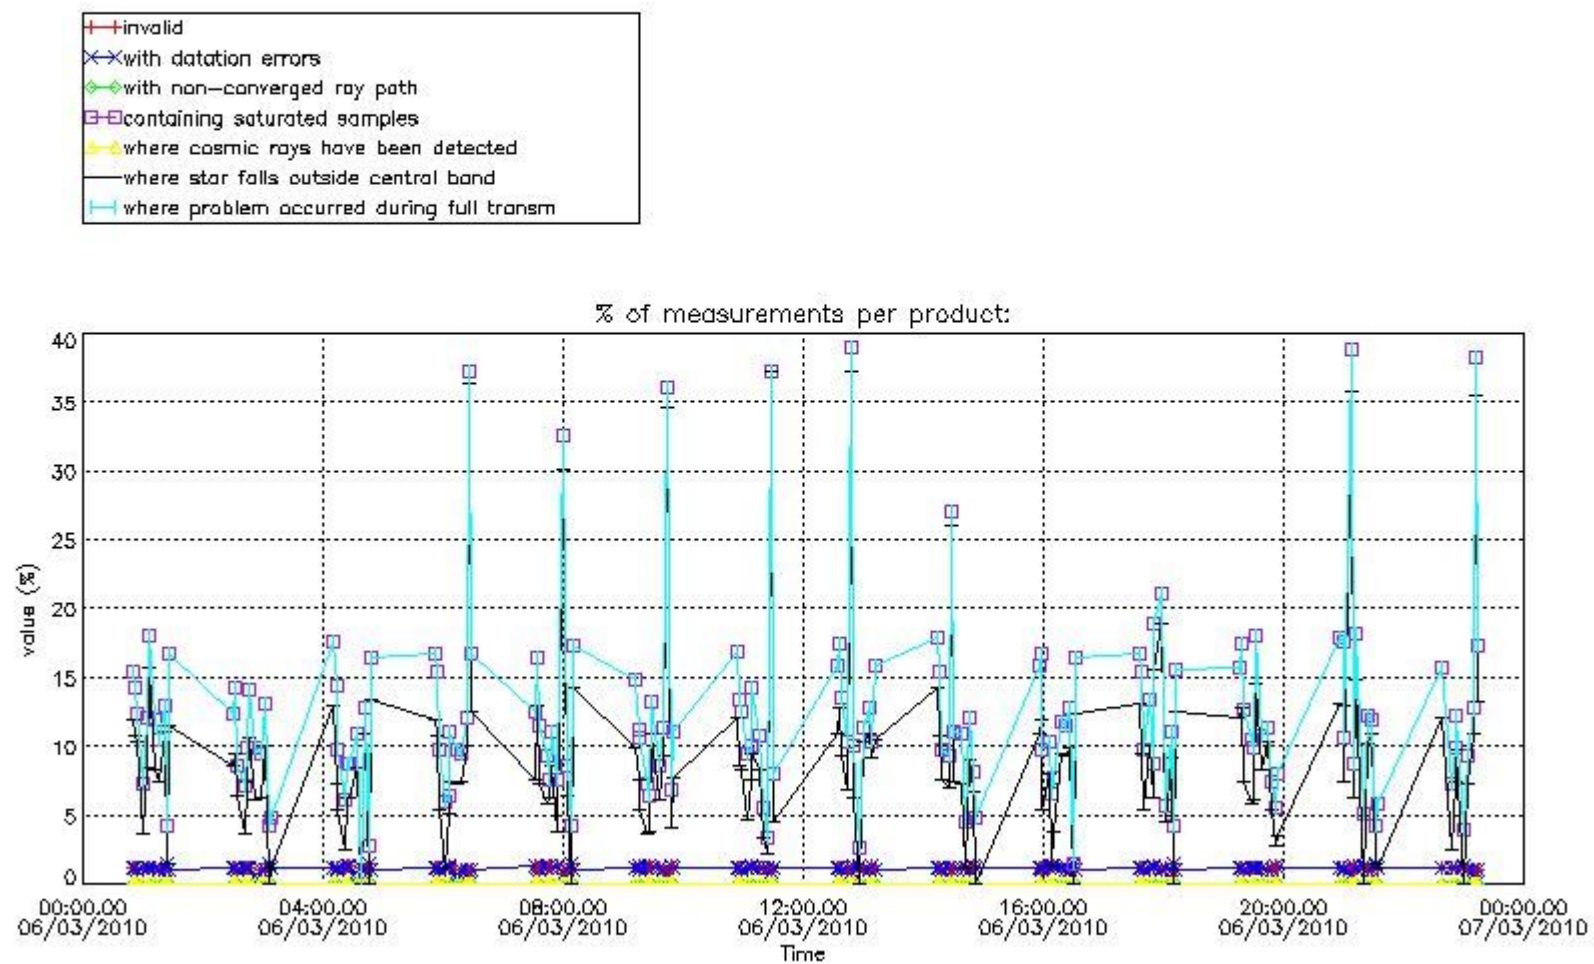 invalid
with datation errors
with non-converged ray path
containing saturated samples
where cosmic rays have been detected
where star falls outside central band
where problem occurred during full transm
% of measurements per product:
40
35
30
25
20
15
10
5
0
value (%)
00:00:00 04:00:00 08:00:00 12:00:00 16:00:00 20:00:00 00:00:00
06/03/2010 06/03/2010 06/03/2010 06/03/2010 06/03/2010 06/03/2010 07/03/2010
Time